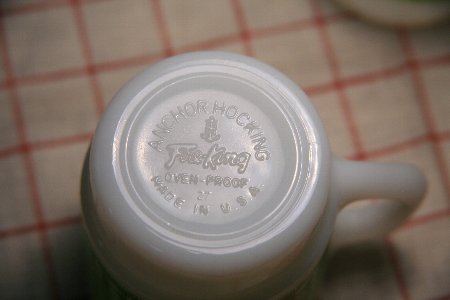 ANCHOR HOCKING
Fire-King
OVEN-PROOF
MADE IN U.S.A.